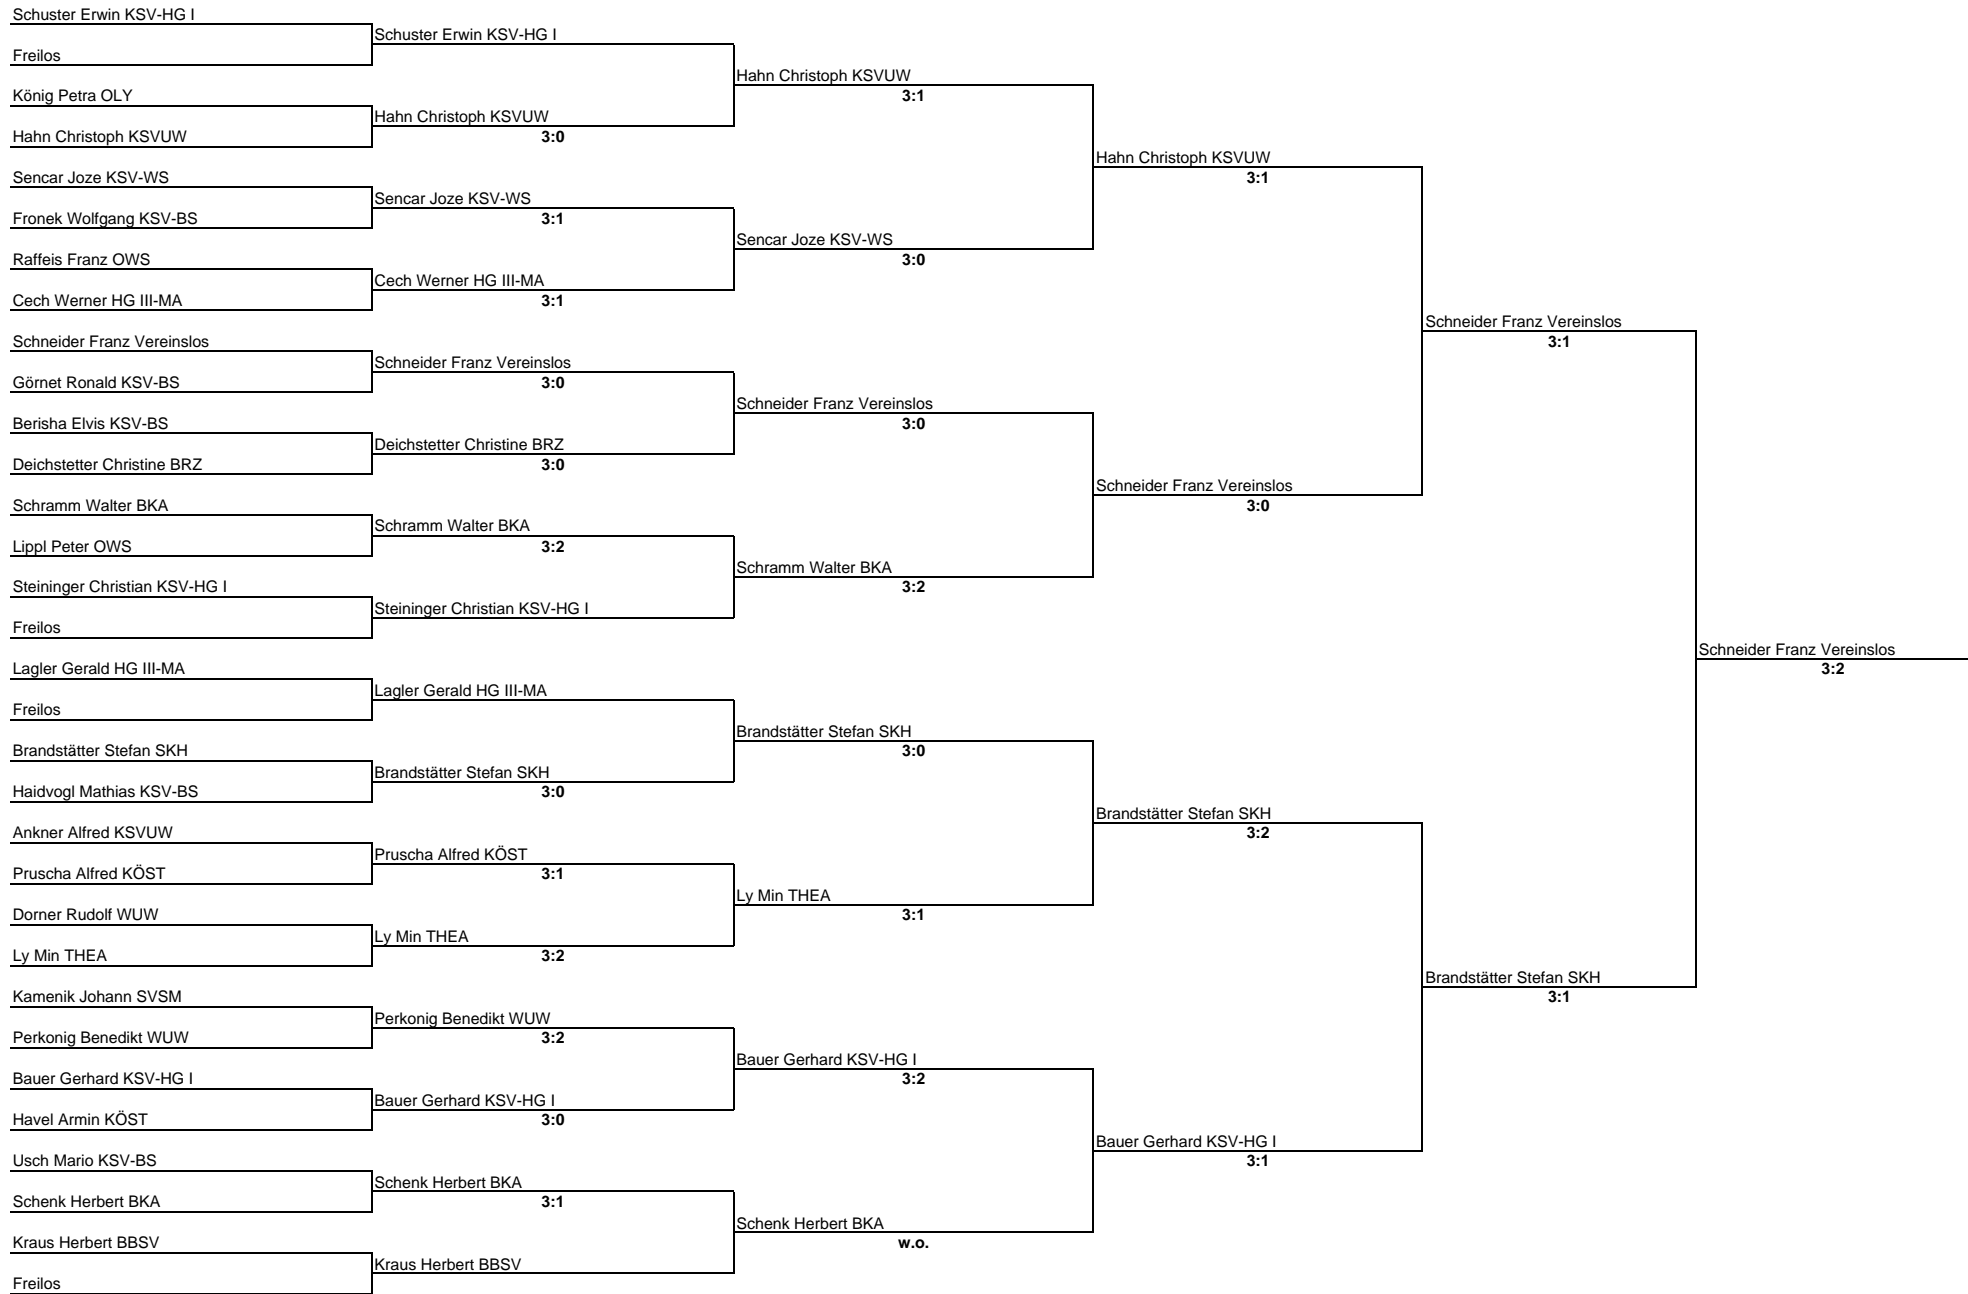 Schuster Erwin KSV-HG I
Freilos
König Petra OLY
Hahn Christoph KSVUW
Sencar Joze KSV-WS
Fronek Wolfgang KSV-BS
Raffeis Franz OWS
Cech Werner HG III-MA
Schneider Franz Vereinslos
Görnet Ronald KSV-BS
Berisha Elvis KSV-BS
Deichstetter Christine BRZ
Schramm Walter BKA
Lippl Peter OWS
Steininger Christian KSV-HG I
Freilos
Lagler Gerald HG III-MA
Freilos
Brandstätter Stefan SKH
Haidvogl Mathias KSV-BS
Ankner Alfred KSVUW
Pruscha Alfred KÖST
Dorner Rudolf WUW
Ly Min THEA
Kamenik Johann SVSM
Perkonig Benedikt WUW
Bauer Gerhard KSV-HG I
Havel Armin KÖST
Usch Mario KSV-BS
Schenk Herbert BKA
Kraus Herbert BBSV
Freilos
Schuster Erwin KSV-HG I
Hahn Christoph KSVUW
3:0
Sencar Joze KSV-WS
3:1
Cech Werner HG III-MA
3:1
Schneider Franz Vereinslos
3:0
Deichstetter Christine BRZ
3:0
Schramm Walter BKA
3:2
Steininger Christian KSV-HG I
Lagler Gerald HG III-MA
Brandstätter Stefan SKH
3:0
Pruscha Alfred KÖST
3:1
Ly Min THEA
3:2
Perkonig Benedikt WUW
3:2
Bauer Gerhard KSV-HG I
3:0
Schenk Herbert BKA
3:1
Kraus Herbert BBSV
Hahn Christoph KSVUW
3:1
Sencar Joze KSV-WS
3:0
Schneider Franz Vereinslos
3:0
Schramm Walter BKA
3:2
Brandstätter Stefan SKH
3:0
Ly Min THEA
3:1
Bauer Gerhard KSV-HG I
3:2
Schenk Herbert BKA
w.o.
Hahn Christoph KSVUW
3:1
Schneider Franz Vereinslos
3:0
Brandstätter Stefan SKH
3:2
Bauer Gerhard KSV-HG I
3:1
Schneider Franz Vereinslos
3:1
Brandstätter Stefan SKH
3:1
Schneider Franz Vereinslos
3:2